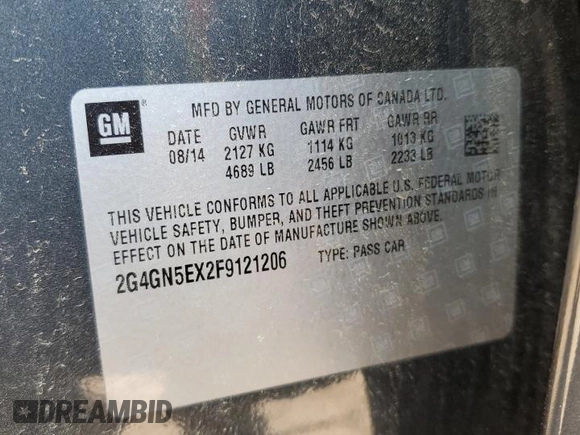 GM
MFD BY GENERAL MOTORS OF CANADA LTD.
DATE GVWR GAWR FRT GAWR RR
08/14 2127 KG 1114 KG 1013 KG
4689 LB 2456 LB 2233 LB
THIS VEHICLE CONFORMS TO ALL APPLICABLE U.S. FEDERAL MOTOR
VEHICLE SAFETY, BUMPER, AND THEFT PREVENTION STANDARDS IN
EFFECT ON THE DATE OF MANUFACTURE SHOWN ABOVE.
2G4GN5EX2F9121206 TYPE: PASS CAR
DREAMBID